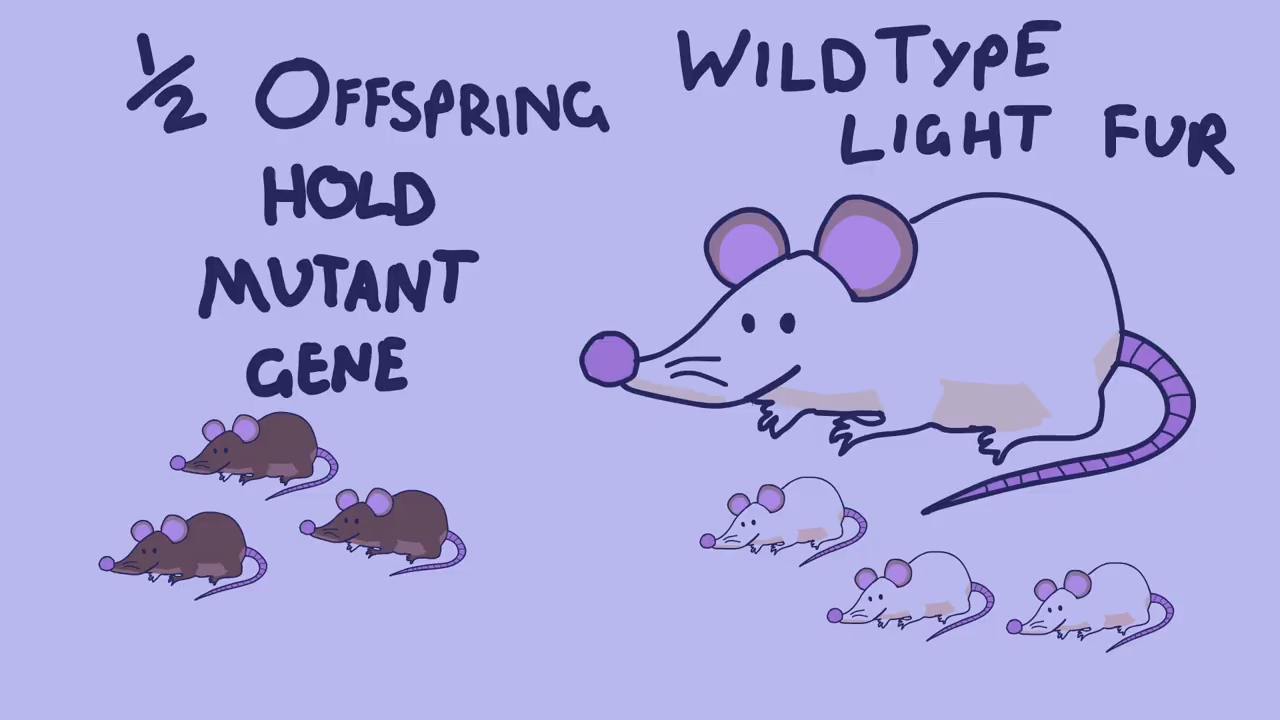 1/2 OFFSPRING
HOLD
MUTANT
GENE
WILDTYPE
LIGHT FUR